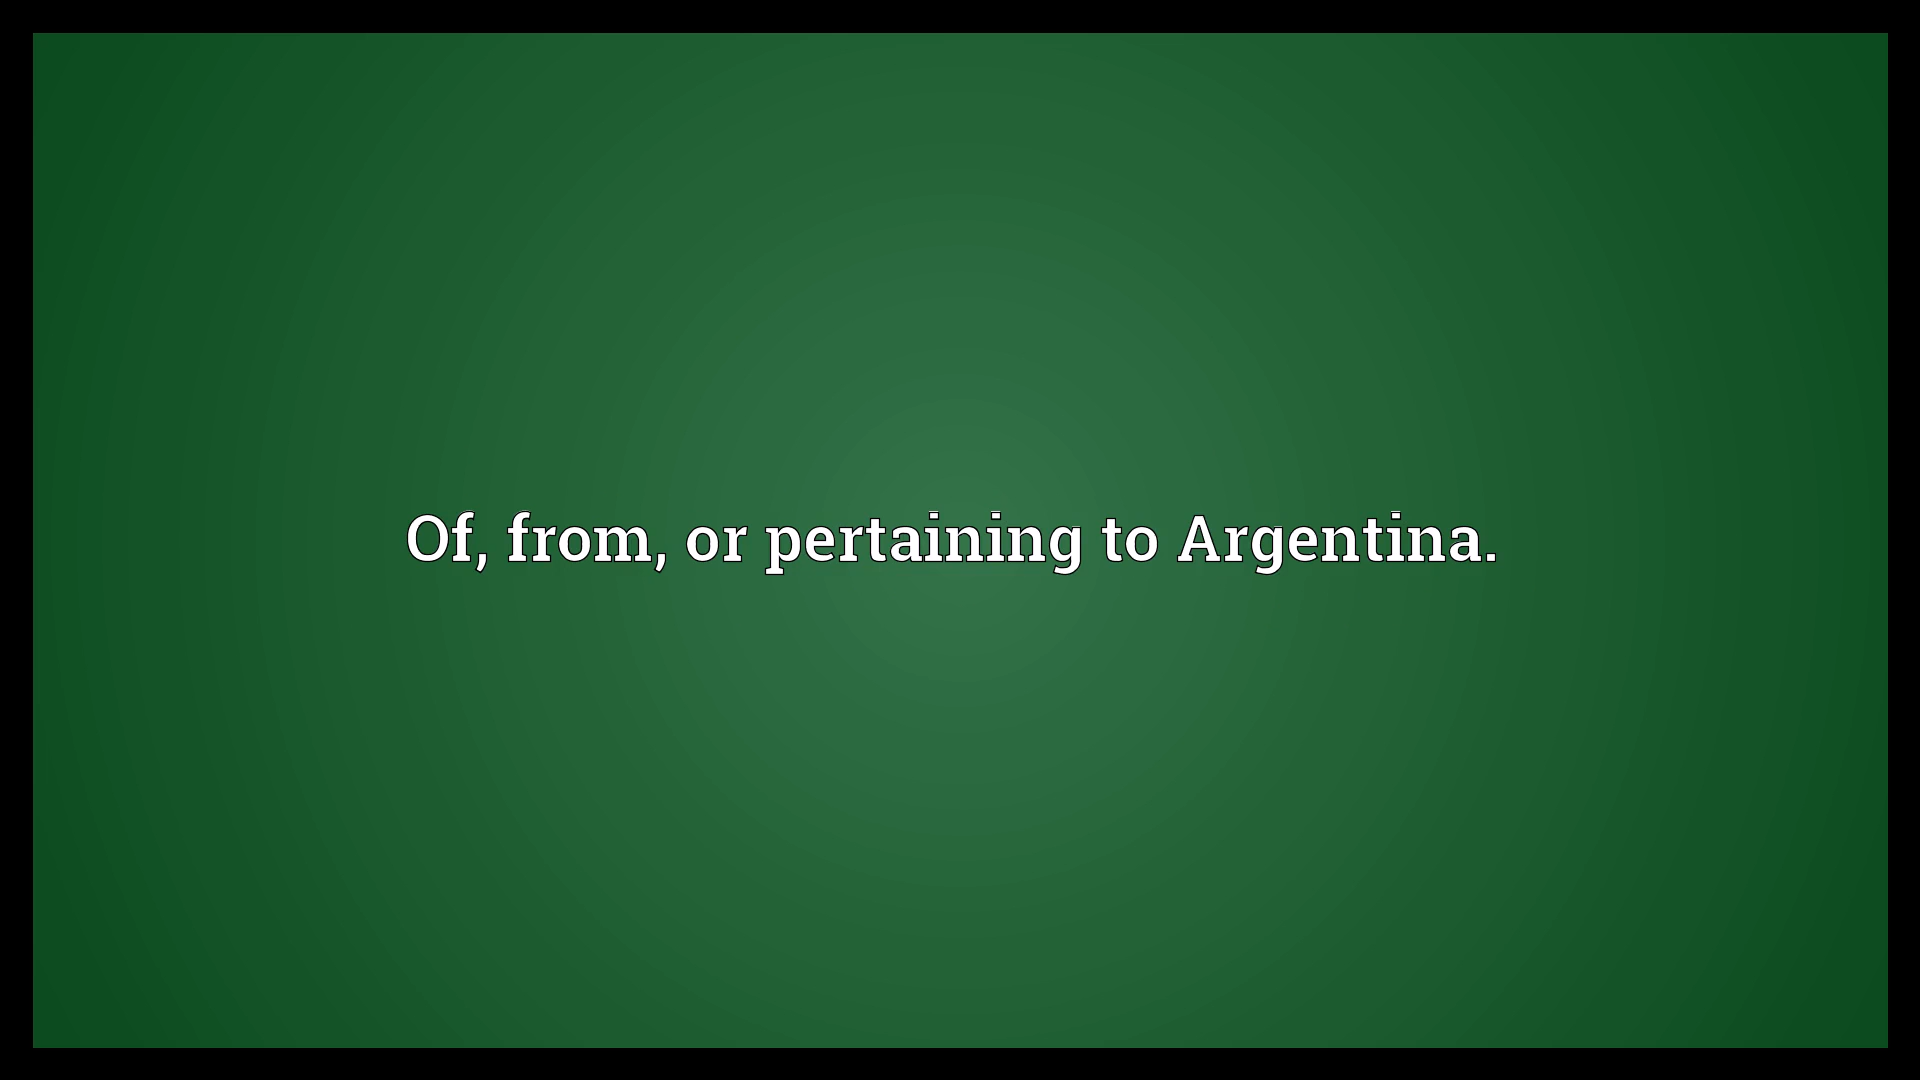 Of, from, or pertaining to Argentina.